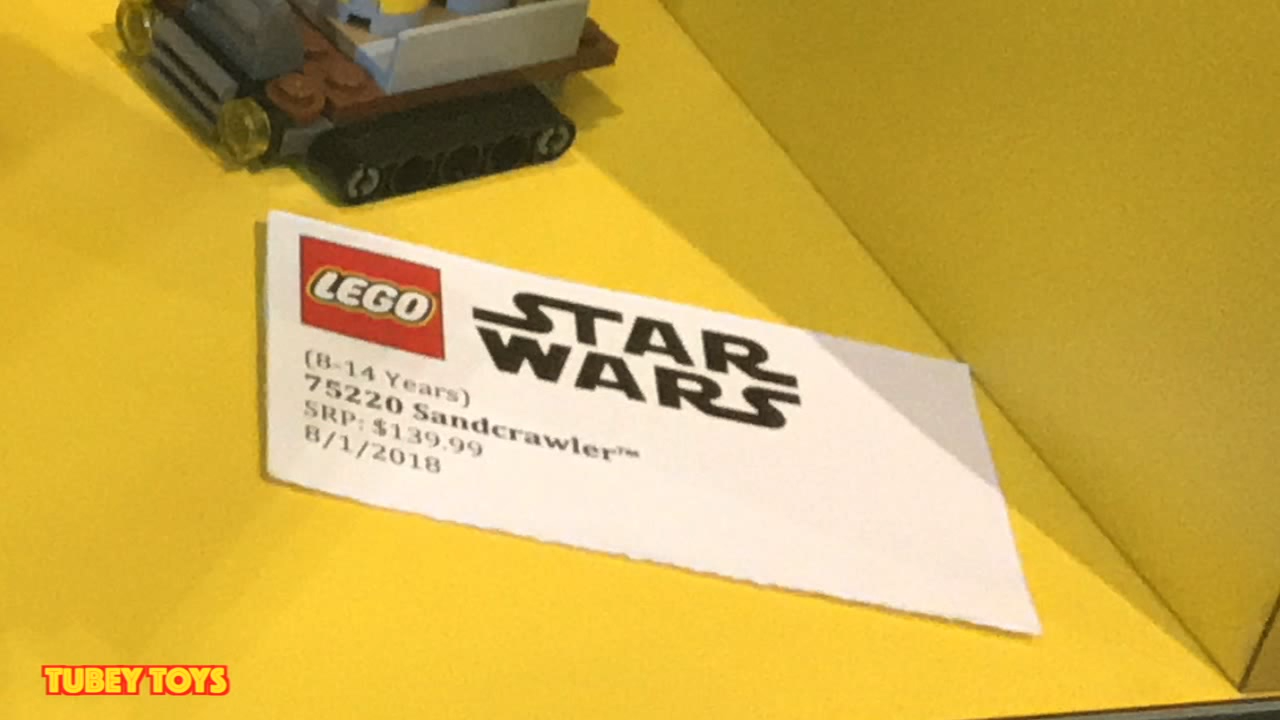 LEGO
STAR
WARS
(8-14 Years)
75220 Sandcrawler™
SRP: $139.99
8/1/2018
TUBEY TOYS